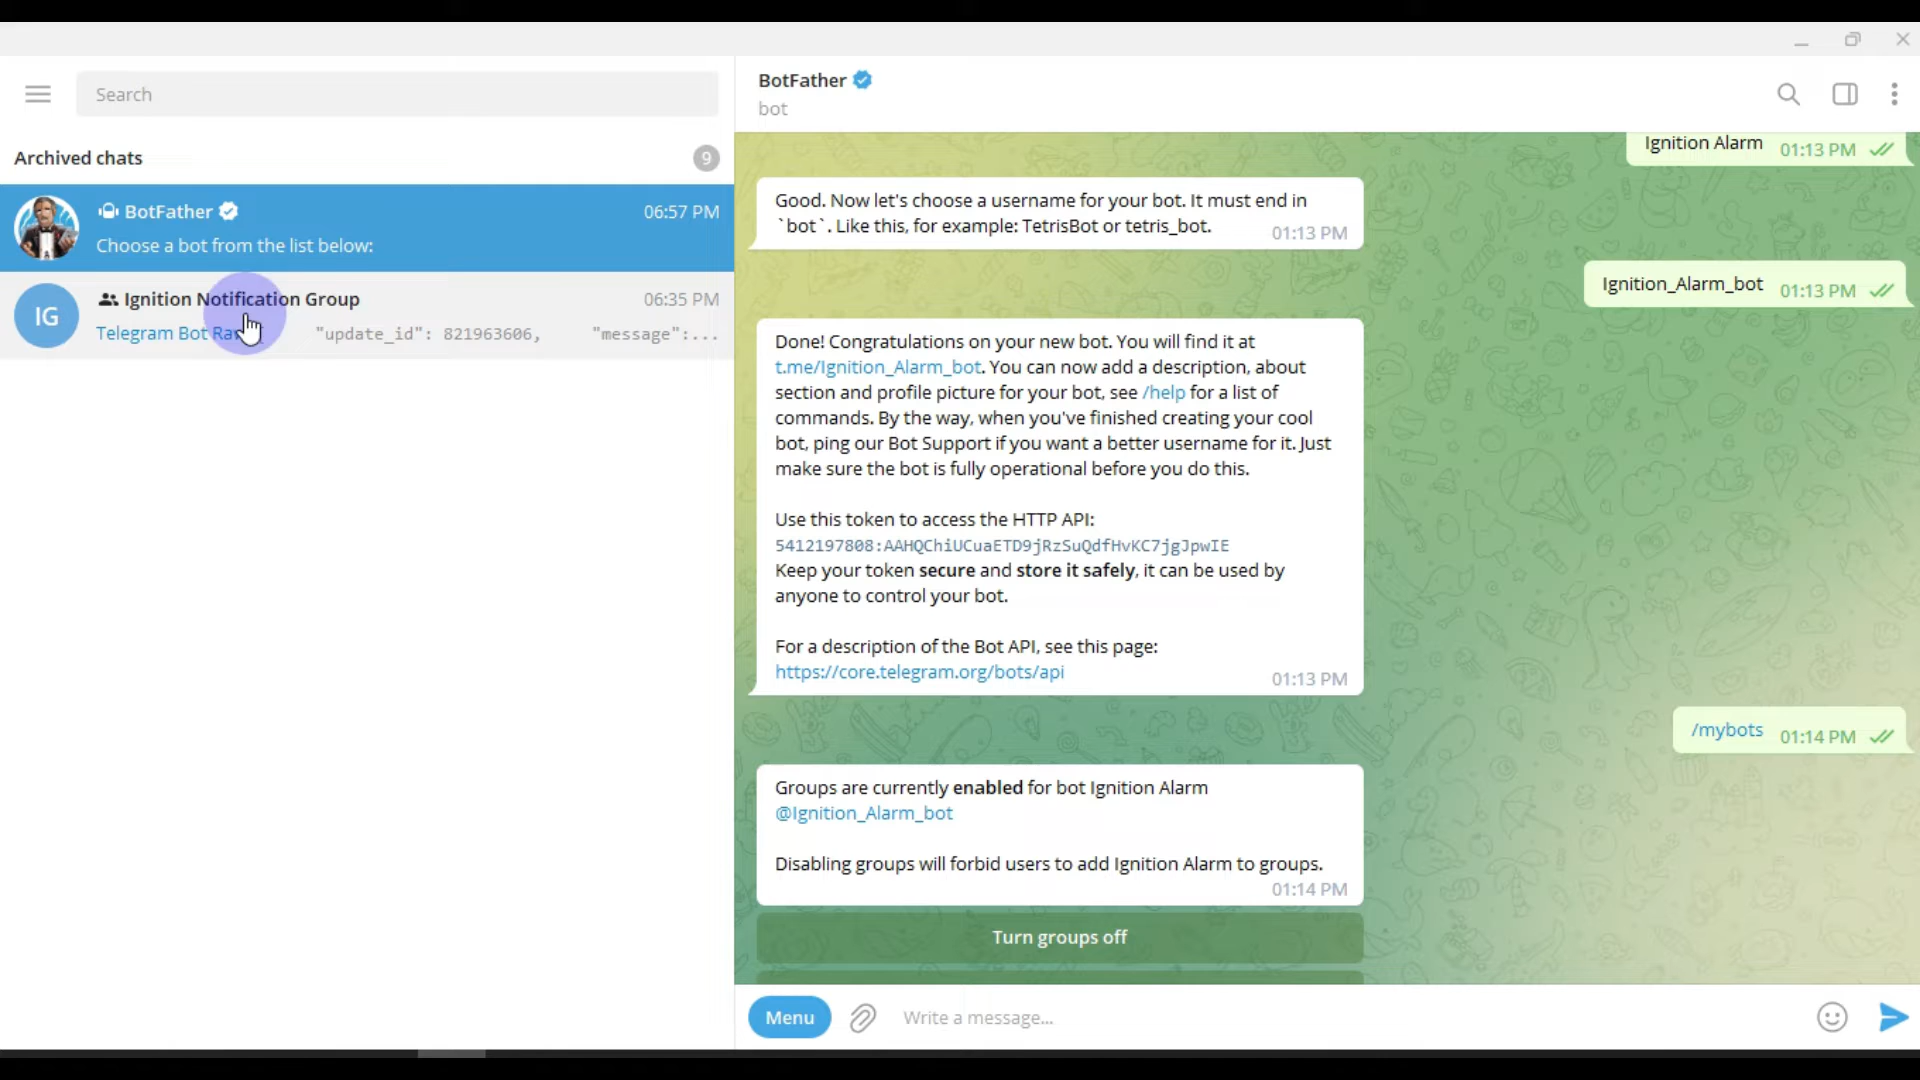 Search
Archived chats
9
BotFather
06:57 PM
Choose a bot from the list below:
IG
Ignition Notification Group
06:35 PM
Telegram Bot "update_id": 821963606, "message":...
BotFather
bot
Ignition Alarm 01:13 PM
Good. Now let's choose a username for your bot. It must end in
`bot`. Like this, for example: TetrisBot or tetris_bot.
01:13 PM
Ignition_Alarm_bot 01:13 PM
Done! Congratulations on your new bot. You will find it at
t.me/Ignition_Alarm_bot. You can now add a description, about
section and profile picture for your bot, see /help for a list of
commands. By the way, when you've finished creating your cool
bot, ping our Bot Support if you want a better username for it. Just
make sure the bot is fully operational before you do this.
Use this token to access the HTTP API:
5412197808:AAHQChiUCuaETD9jRzSuQdfHvKC7jgJpwIE
Keep your token secure and store it safely, it can be used by
anyone to control your bot.
For a description of the Bot API, see this page:
https://core.telegram.org/bots/api
01:13 PM
/mybots 01:14 PM
Groups are currently enabled for bot Ignition Alarm
@Ignition_Alarm_bot
Disabling groups will forbid users to add Ignition Alarm to groups.
01:14 PM
Turn groups off
Menu
Write a message...